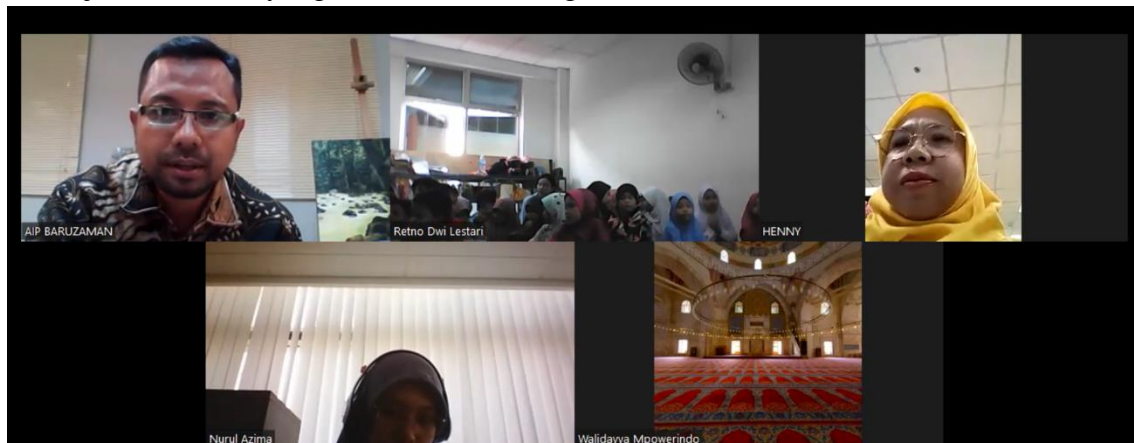 AIP BARUZAMAN
Retno Dwi Lestari
HENNY
Nurul Azima
Walidayya Mpowerindo